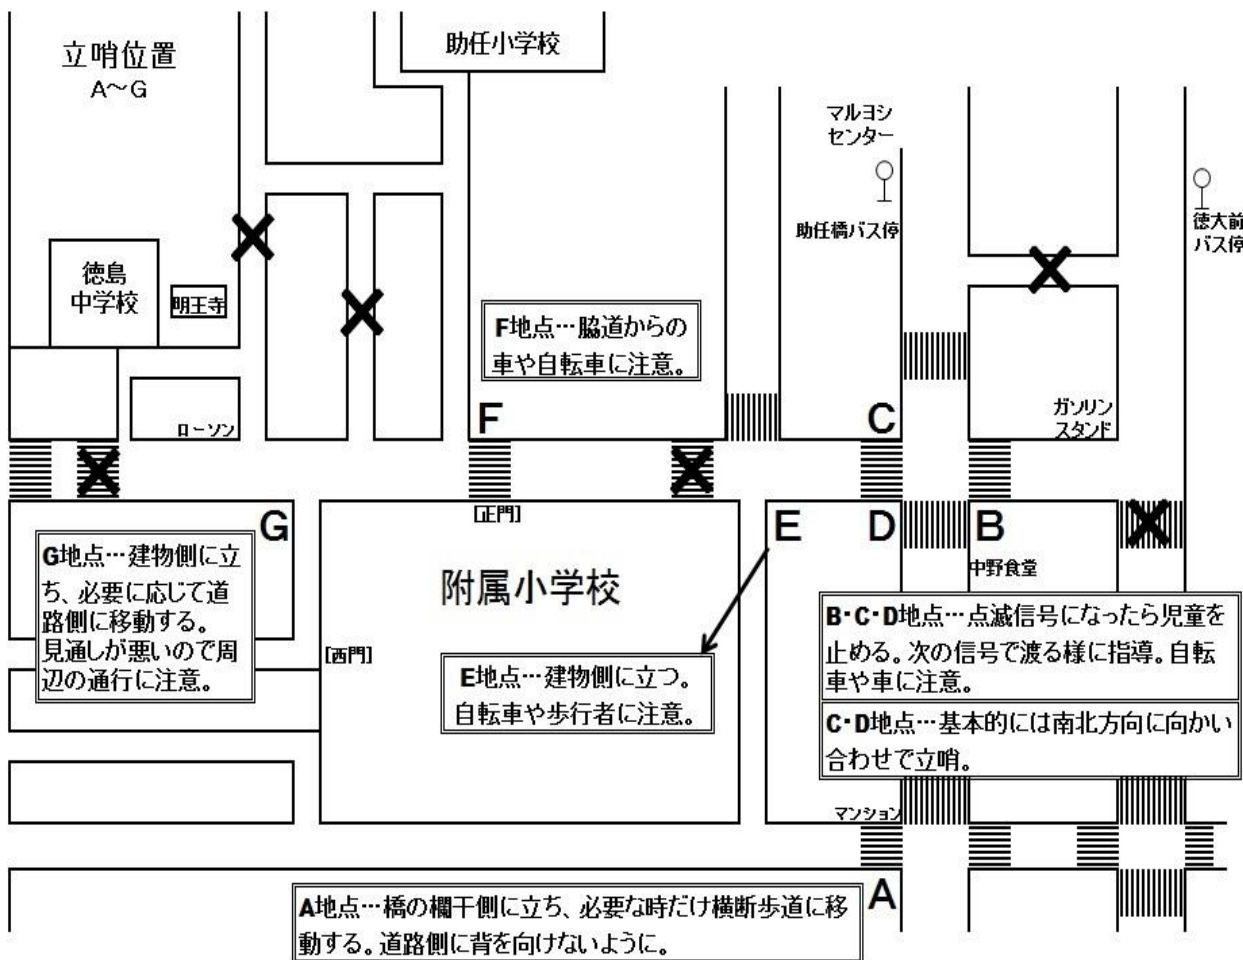 立哨位置
A～G
助任小学校
マルヨシ
センター
助任橋バス停
徳大前
バス停
徳島
中学校
明王寺
F地点…脇道からの
車や自転車に注意。
ローソン
F
C
ガソリン
スタンド
G
[正門]
E
D
B
中野食堂
G地点…建物側に立
ち、必要に応じて道
路側に移動する。
見通しが悪いので周
辺の通行に注意。
附属小学校
[西門]
E地点…建物側に立つ。
自転車や歩行者に注意。
B・C・D地点…点滅信号になったら児童を
止める。次の信号で渡る様に指導。自転
車や車に注意。
C・D地点…基本的には南北方向に向かい
合わせで立哨。
マンション
A
A地点…橋の欄干側に立ち、必要な時だけ横断歩道に移
動する。道路側に背を向けないように。